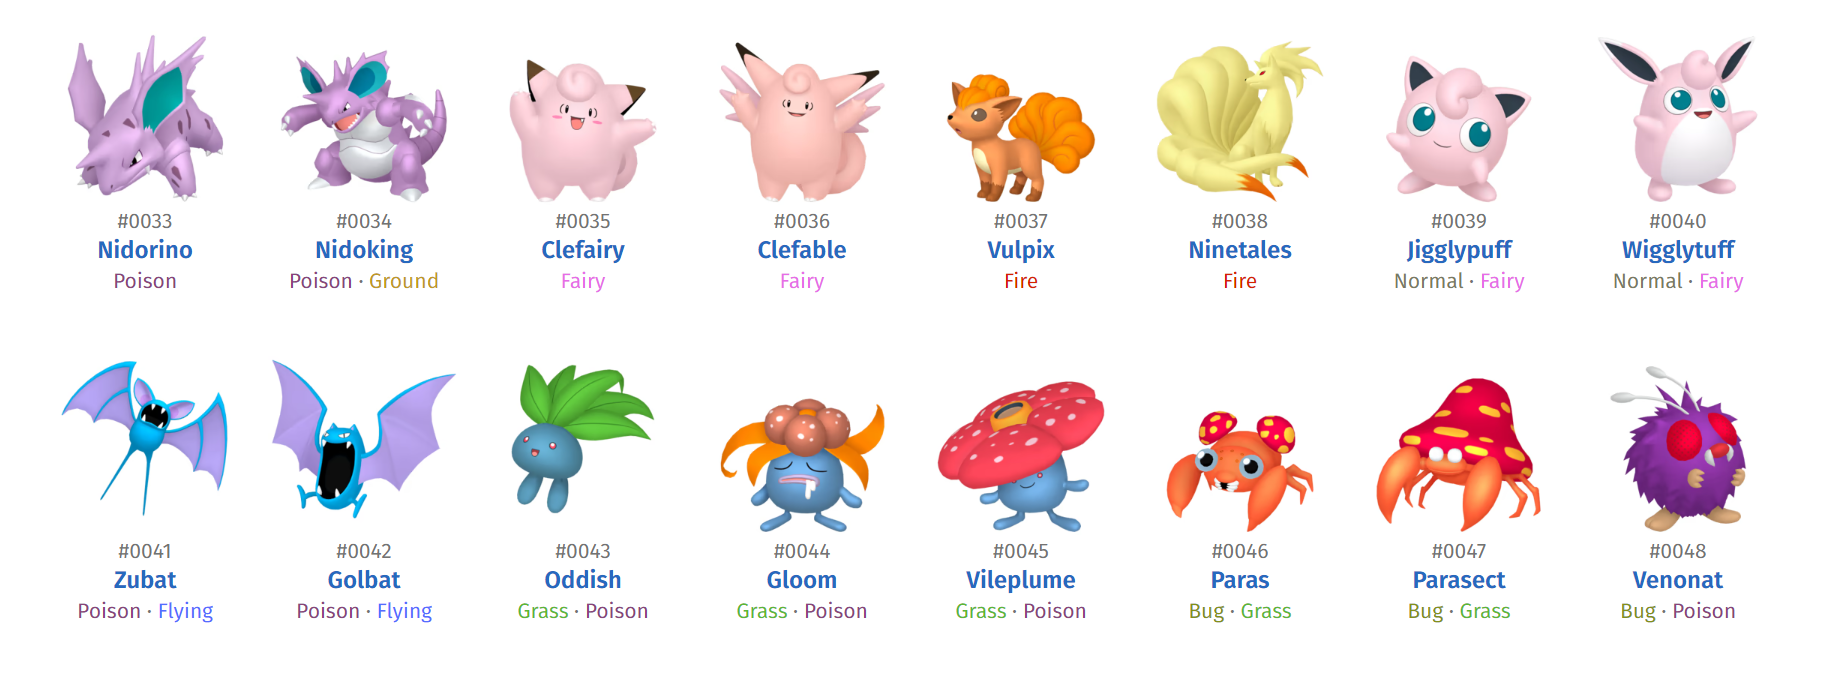 #0033 #0034 #0035 #0036 #0037 #0038 #0039 #0040
Nidorino Nidoking Clefairy Clefable Vulpix Ninetales Jigglypuff Wigglytuff
Poison Poison · Ground Fairy Fairy Fire Fire Normal · Fairy Normal · Fairy
#0041 #0042 #0043 #0044 #0045 #0046 #0047 #0048
Zubat Golbat Oddish Gloom Vileplume Paras Parasect Venonat
Poison · Flying Poison · Flying Grass · Poison Grass · Poison Grass · Poison Bug · Grass Bug · Grass Bug · Poison